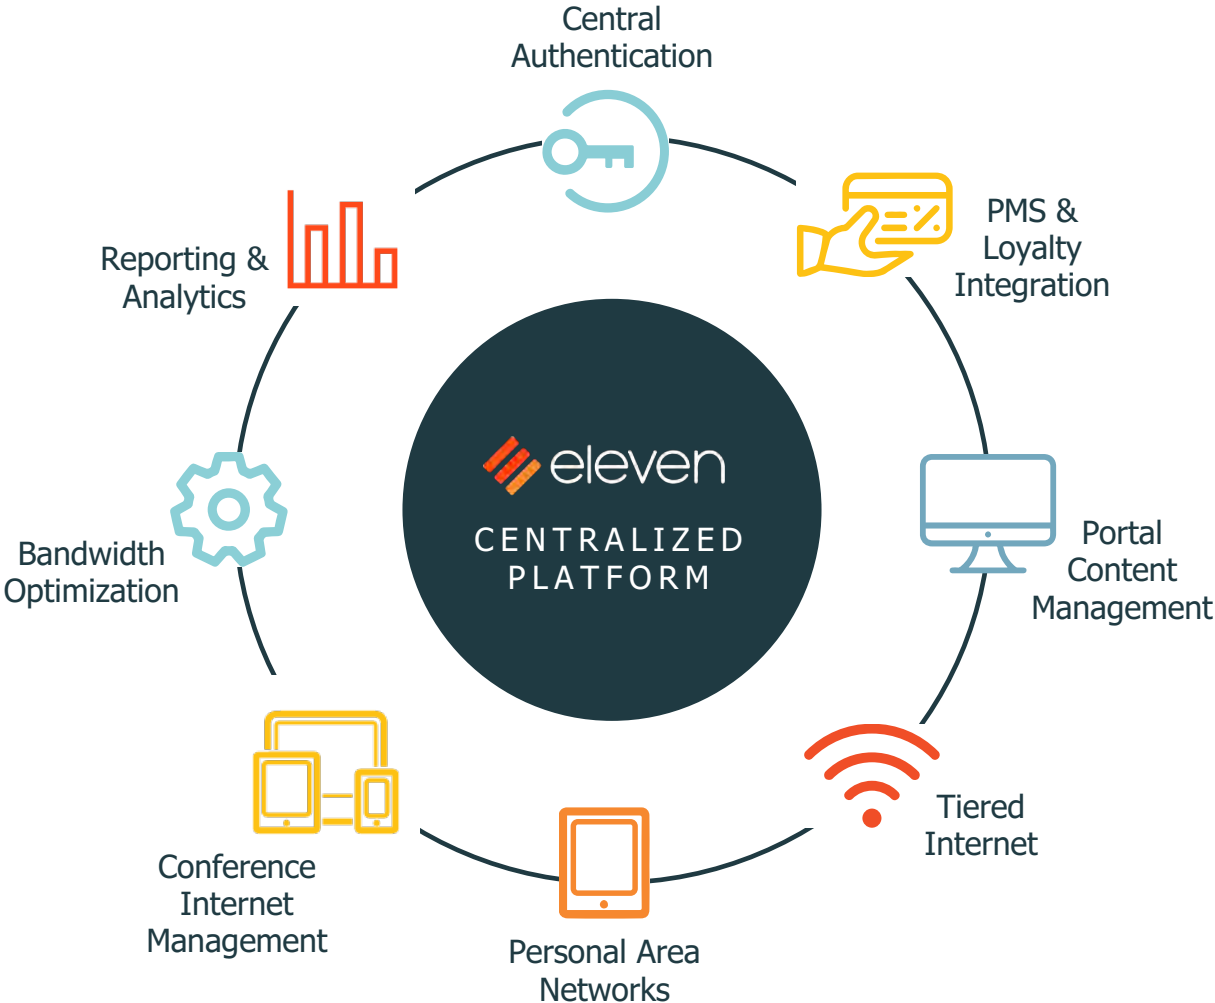 Central
Authentication
PMS &
Loyalty
Integration
Reporting &
Analytics
eleven
CENTRALIZED
PLATFORM
Portal
Content
Management
Bandwidth
Optimization
Tiered
Internet
Conference
Internet
Management
Personal Area
Networks